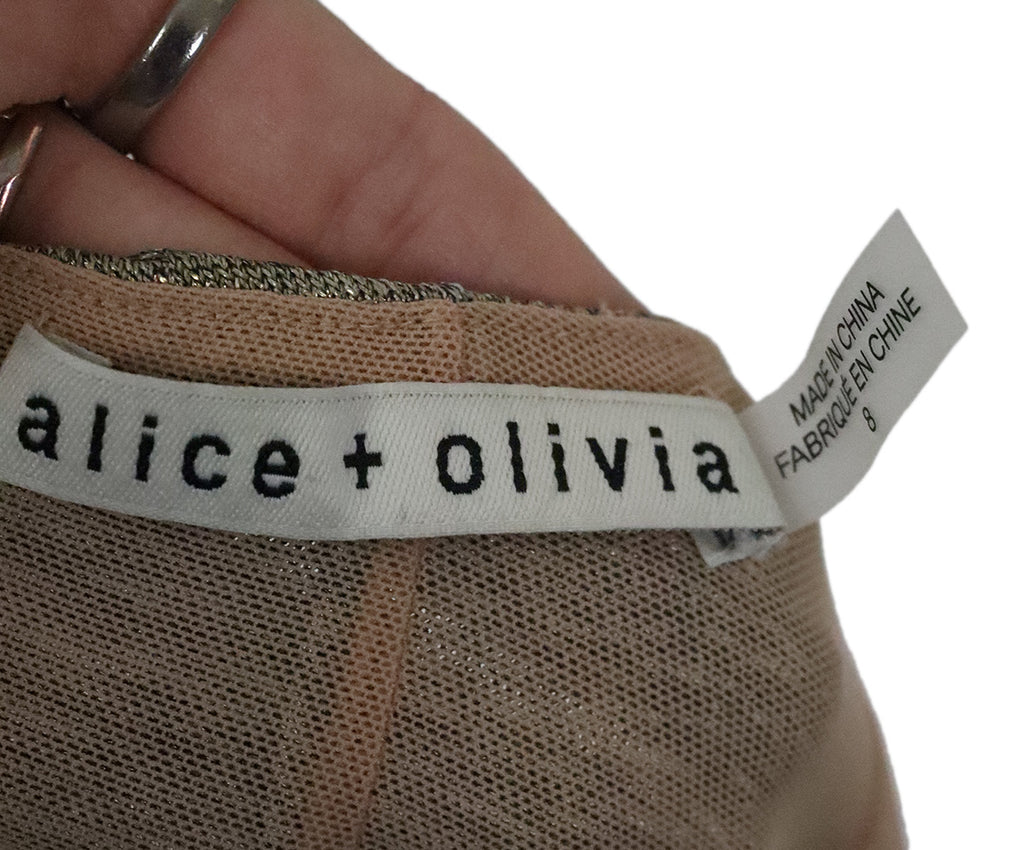 alice + olivia
MADE IN CHINA
FABRIQUÉ EN CHINE
8